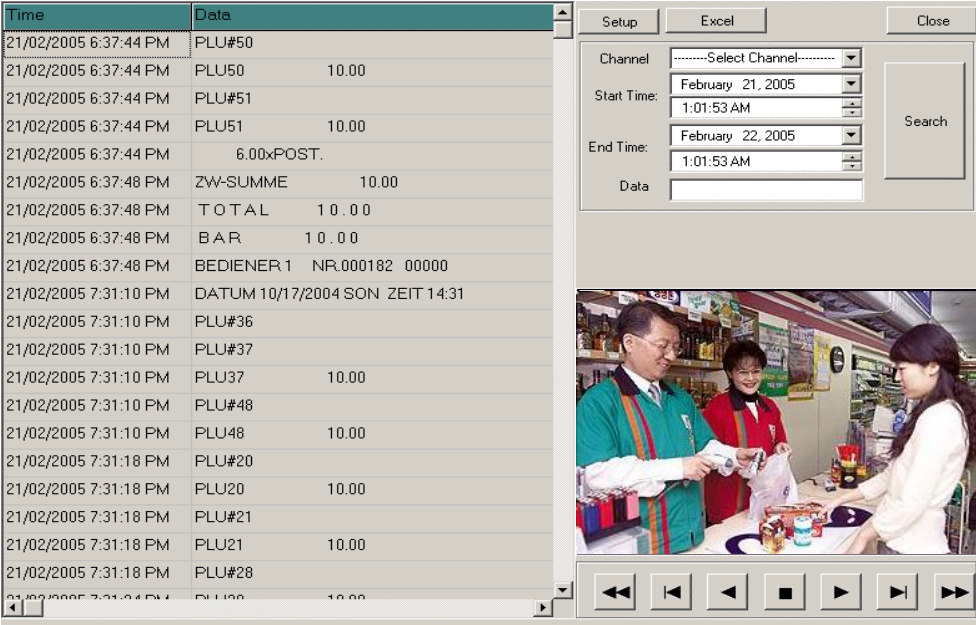 Time Data
21/02/2005 6:37:44 PM PLU#50
21/02/2005 6:37:44 PM PLU50 10.00
21/02/2005 6:37:44 PM PLU#51
21/02/2005 6:37:44 PM PLU51 10.00
21/02/2005 6:37:44 PM 6.00xPOST.
21/02/2005 6:37:48 PM ZW-SUMME 10.00
21/02/2005 6:37:48 PM T O T A L 1 0 . 0 0
21/02/2005 6:37:48 PM B A R 1 0 . 0 0
21/02/2005 6:37:48 PM BEDIENER 1 NR.000182 00000
21/02/2005 7:31:10 PM DATUM 10/17/2004 SON ZEIT 14:31
21/02/2005 7:31:10 PM PLU#36
21/02/2005 7:31:10 PM PLU#37
21/02/2005 7:31:10 PM PLU37 10.00
21/02/2005 7:31:10 PM PLU#48
21/02/2005 7:31:10 PM PLU48 10.00
21/02/2005 7:31:18 PM PLU#20
21/02/2005 7:31:18 PM PLU20 10.00
21/02/2005 7:31:18 PM PLU#21
21/02/2005 7:31:18 PM PLU21 10.00
21/02/2005 7:31:18 PM PLU#28
Setup Excel Close
Channel ---------Select Channel----------
Start Time: February 21, 2005
1:01:53 AM
End Time: February 22, 2005
1:01:53 AM
Data
Search